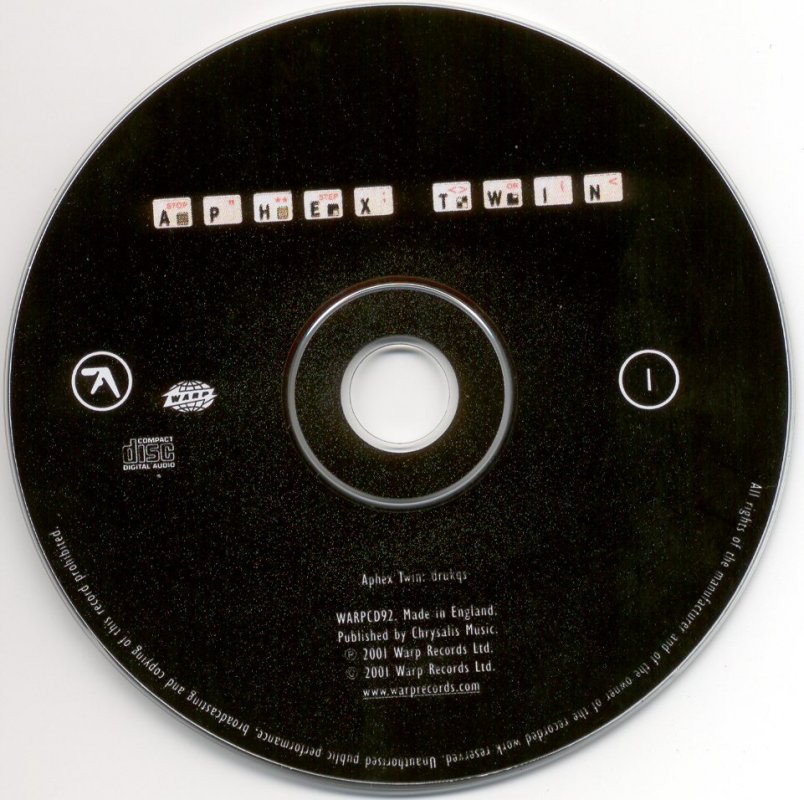 STOP " ** STEP ; <> OR ( <
A P H E X T W I N
WARP
I
COMPACT
disc
DIGITAL AUDIO
Aphex Twin: drukqs
WARPCD92. Made in England.
Published by Chrysalis Music.
℗ 2001 Warp Records Ltd.
© 2001 Warp Records Ltd.
www.warprecords.com
All rights of the manufacturer and of the owner of the recorded work reserved. Unauthorised public performance, broadcasting and copying of this record prohibited.